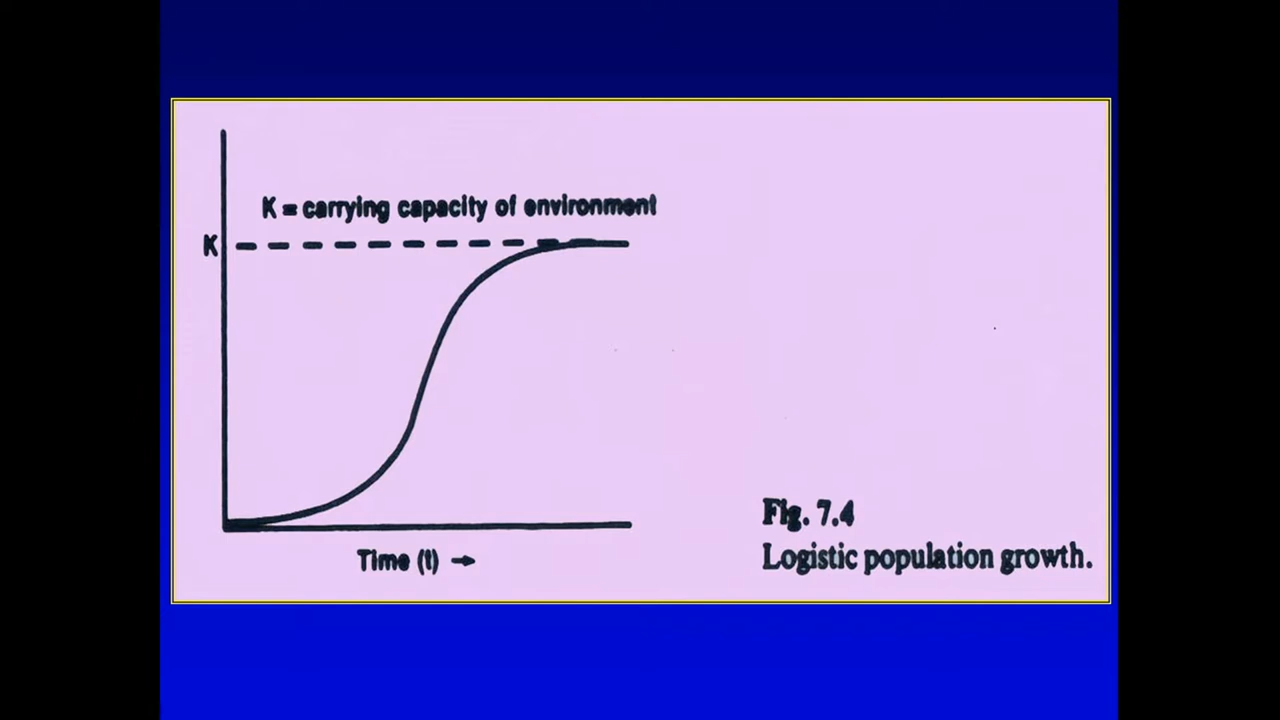 K = carrying capacity of environment
K
Time (t) →
Fig. 7.4
Logistic population growth.